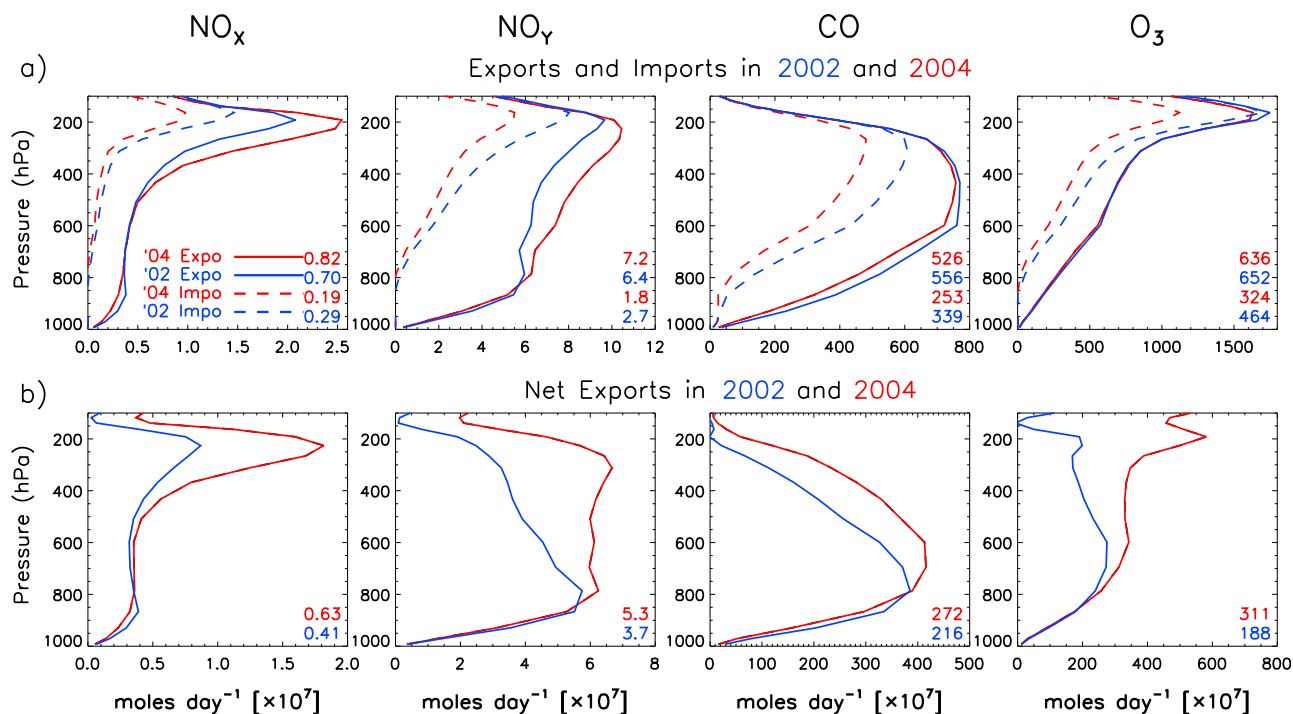 NOX NOY CO O3
a) Exports and Imports in 2002 and 2004
Pressure (hPa)
200
400
600
800
1000
'04 Expo 0.82
'02 Expo 0.70
'04 Impo 0.19
'02 Impo 0.29
7.2
6.4
1.8
2.7
526
556
253
339
636
652
324
464
0.0 0.5 1.0 1.5 2.0 2.5
0 2 4 6 8 10 12
0 200 400 600 800
500 1000 1500
b) Net Exports in 2002 and 2004
Pressure (hPa)
200
400
600
800
1000
0.63
0.41
5.3
3.7
272
216
311
188
0.0 0.5 1.0 1.5 2.0
0 2 4 6 8
0 100 200 300 400 500
0 200 400 600 800
moles day⁻¹ [×10⁷] moles day⁻¹ [×10⁷] moles day⁻¹ [×10⁷] moles day⁻¹ [×10⁷]